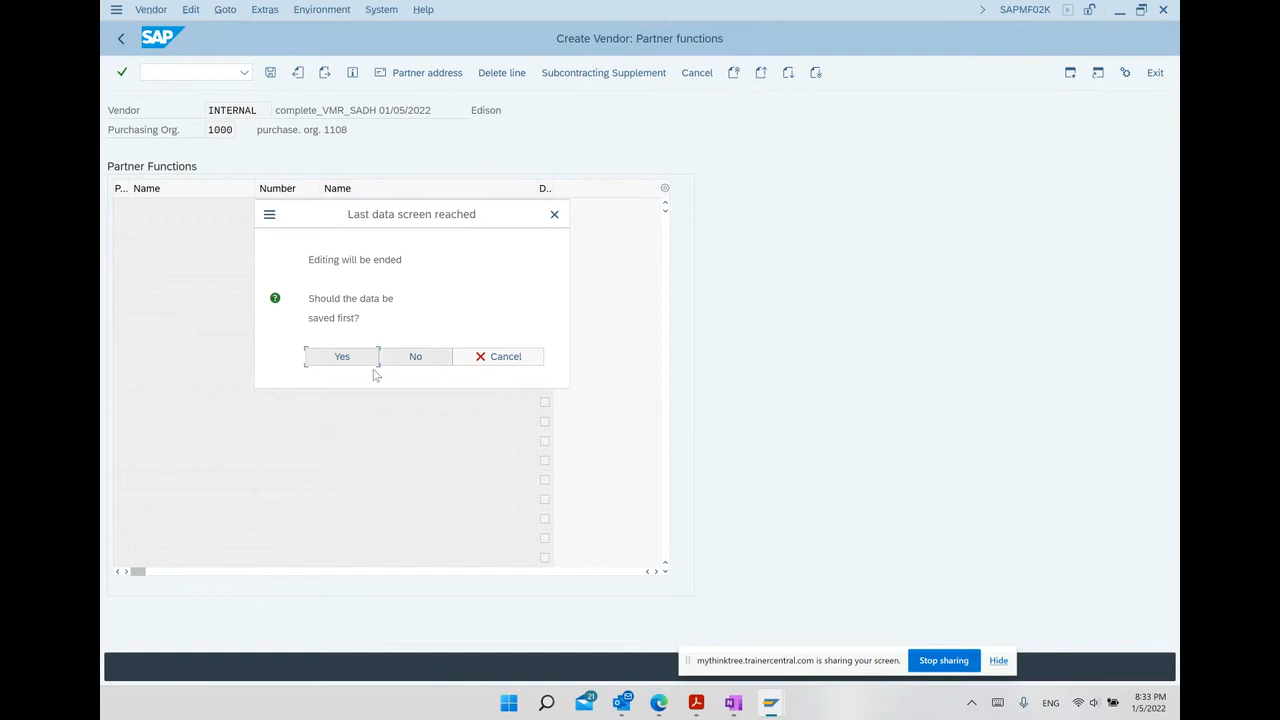 Vendor Edit Goto Extras Environment System Help SAPMF02K
SAP Create Vendor: Partner functions
Partner address Delete line Subcontracting Supplement Cancel Exit
Vendor INTERNAL complete_VMR_SADH 01/05/2022 Edison
Purchasing Org. 1000 purchase. org. 1108
Partner Functions
P... Name Number Name D..
Last data screen reached
Editing will be ended
Should the data be
saved first?
Yes No Cancel
mythinktree.trainercentral.com is sharing your screen. Stop sharing Hide
21
ENG
8:33 PM
1/5/2022